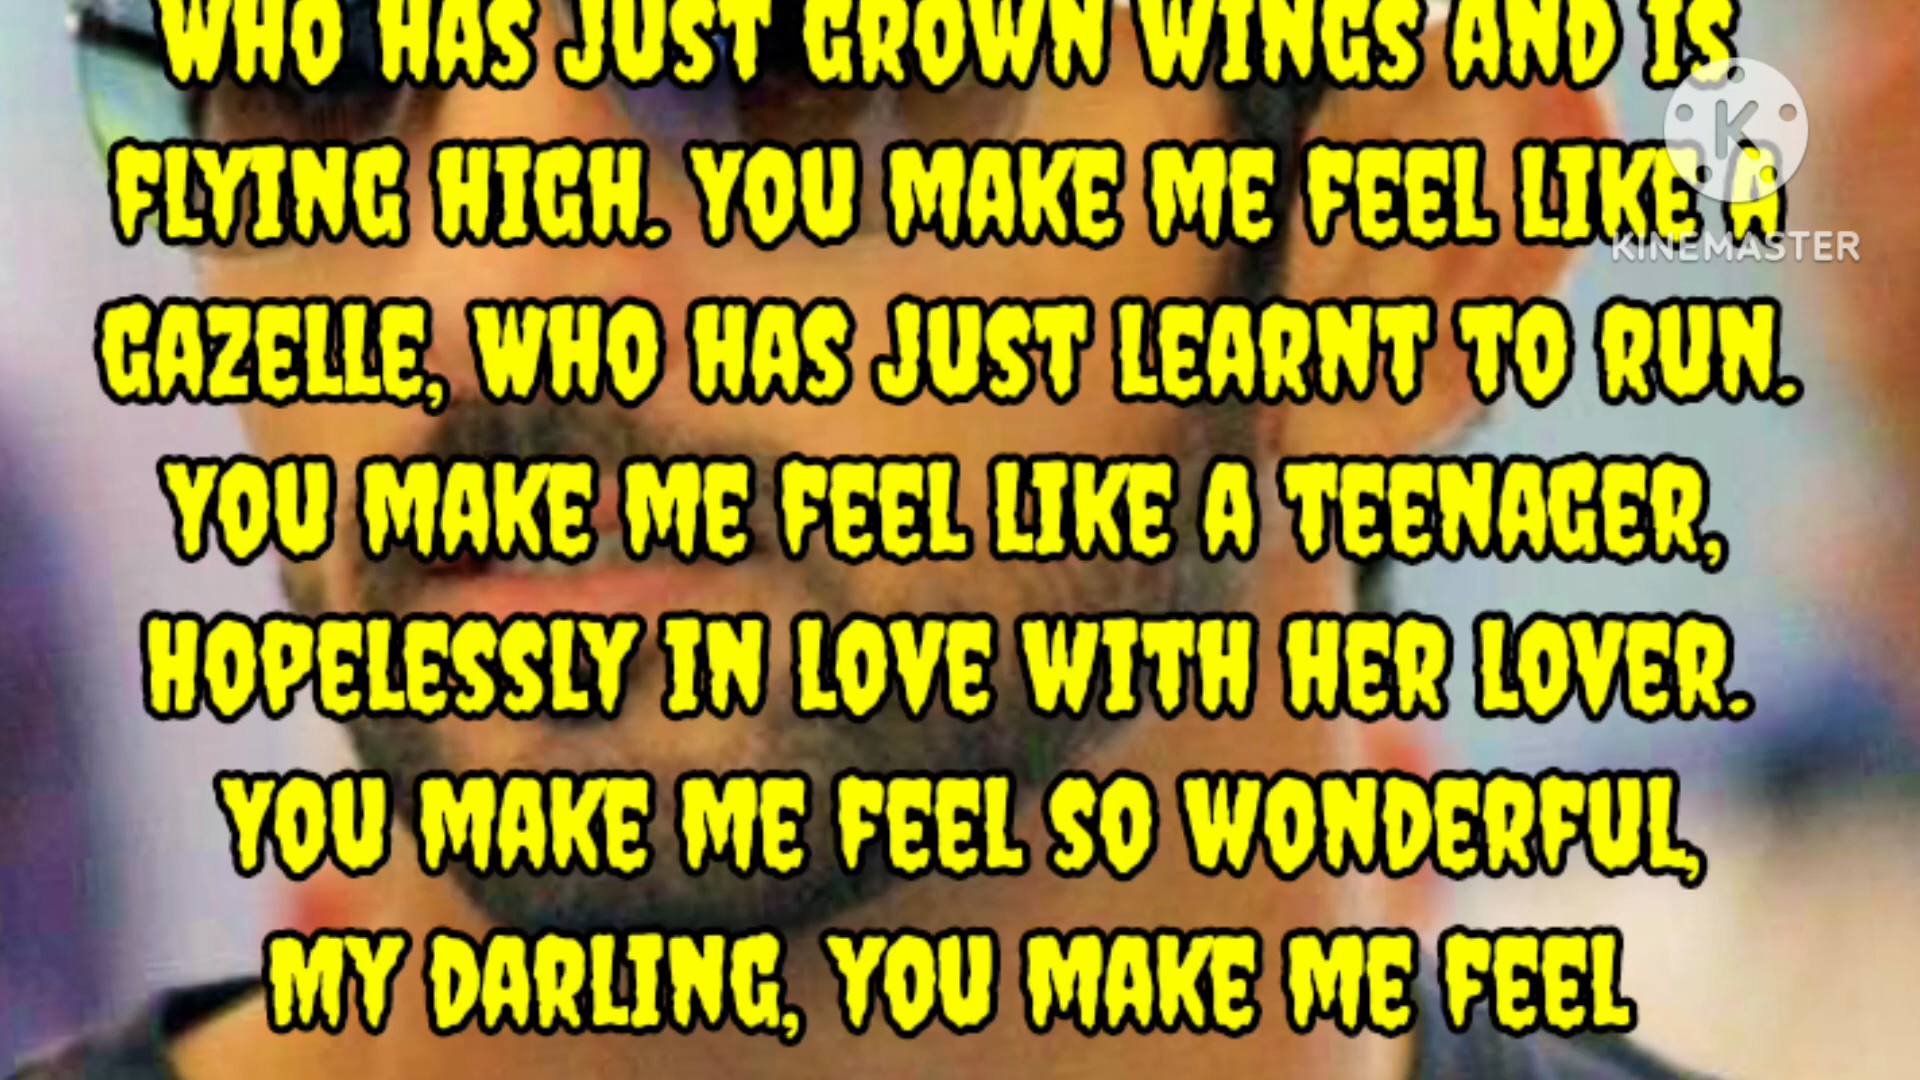 WHO HAS JUST GROWN WINGS AND IS
FLYING HIGH. YOU MAKE ME FEEL LIKE A
KINEMASTER
GAZELLE, WHO HAS JUST LEARNT TO RUN.
YOU MAKE ME FEEL LIKE A TEENAGER,
HOPELESSLY IN LOVE WITH HER LOVER.
YOU MAKE ME FEEL SO WONDERFUL,
MY DARLING, YOU MAKE ME FEEL